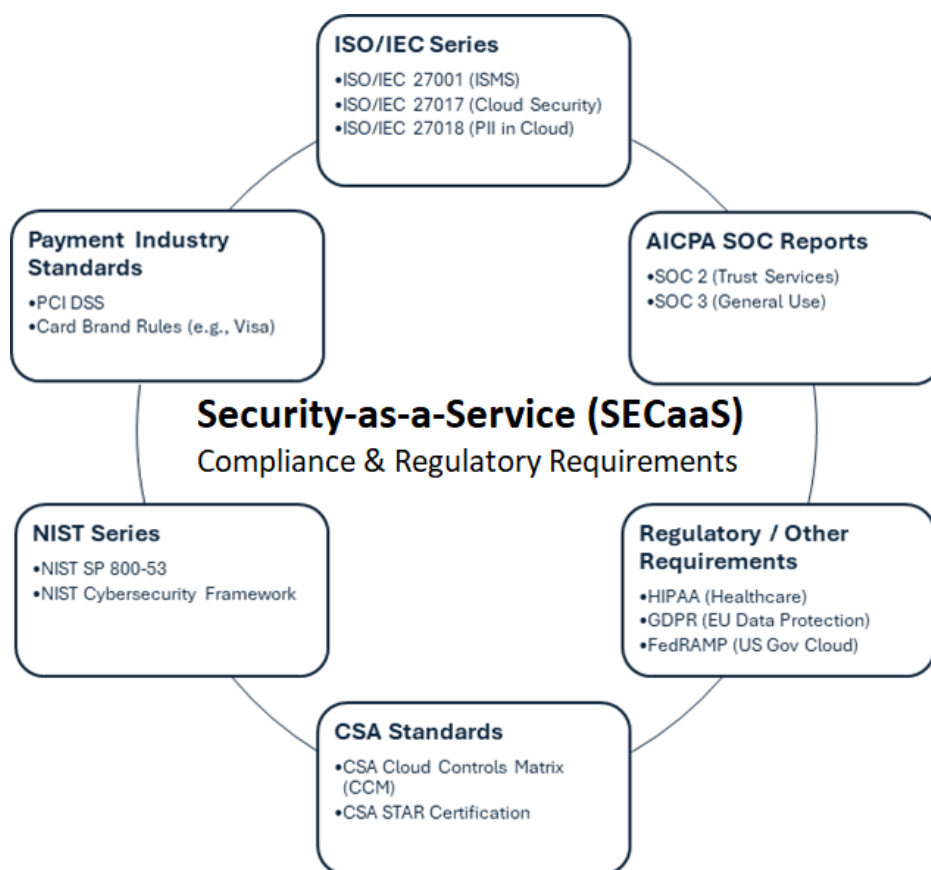 ISO/IEC Series
•ISO/IEC 27001 (ISMS)
•ISO/IEC 27017 (Cloud Security)
•ISO/IEC 27018 (PII in Cloud)
Payment Industry
Standards
•PCI DSS
•Card Brand Rules (e.g., Visa)
AICPA SOC Reports
•SOC 2 (Trust Services)
•SOC 3 (General Use)
Security-as-a-Service (SECaaS)
Compliance & Regulatory Requirements
NIST Series
•NIST SP 800-53
•NIST Cybersecurity Framework
Regulatory / Other
Requirements
•HIPAA (Healthcare)
•GDPR (EU Data Protection)
•FedRAMP (US Gov Cloud)
CSA Standards
•CSA Cloud Controls Matrix
(CCM)
•CSA STAR Certification